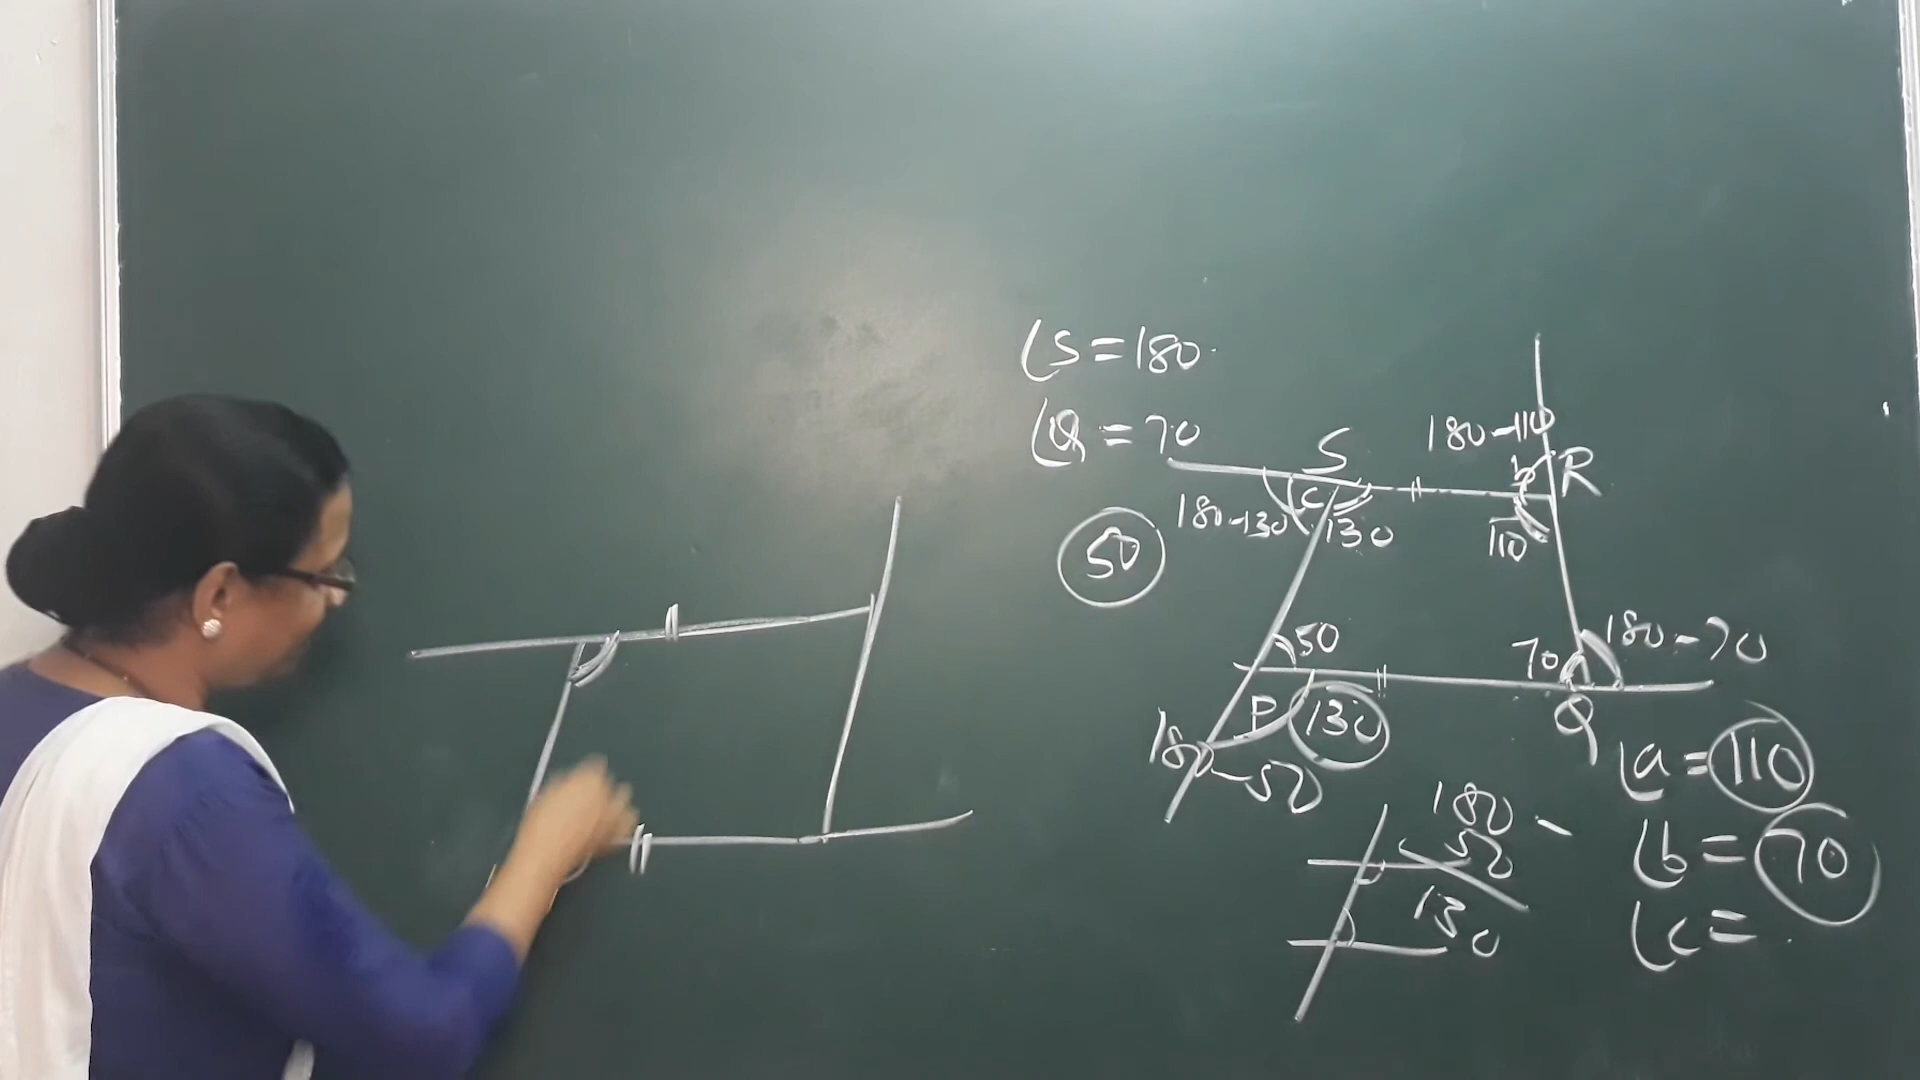 ∠S = 180
∠Q = 70
S
180-110
R
50
180-130
c
130
110
50
70
180-70
P
130
Q
180-50
∠a = 110
180 -
50
130
∠b = 70
∠c =